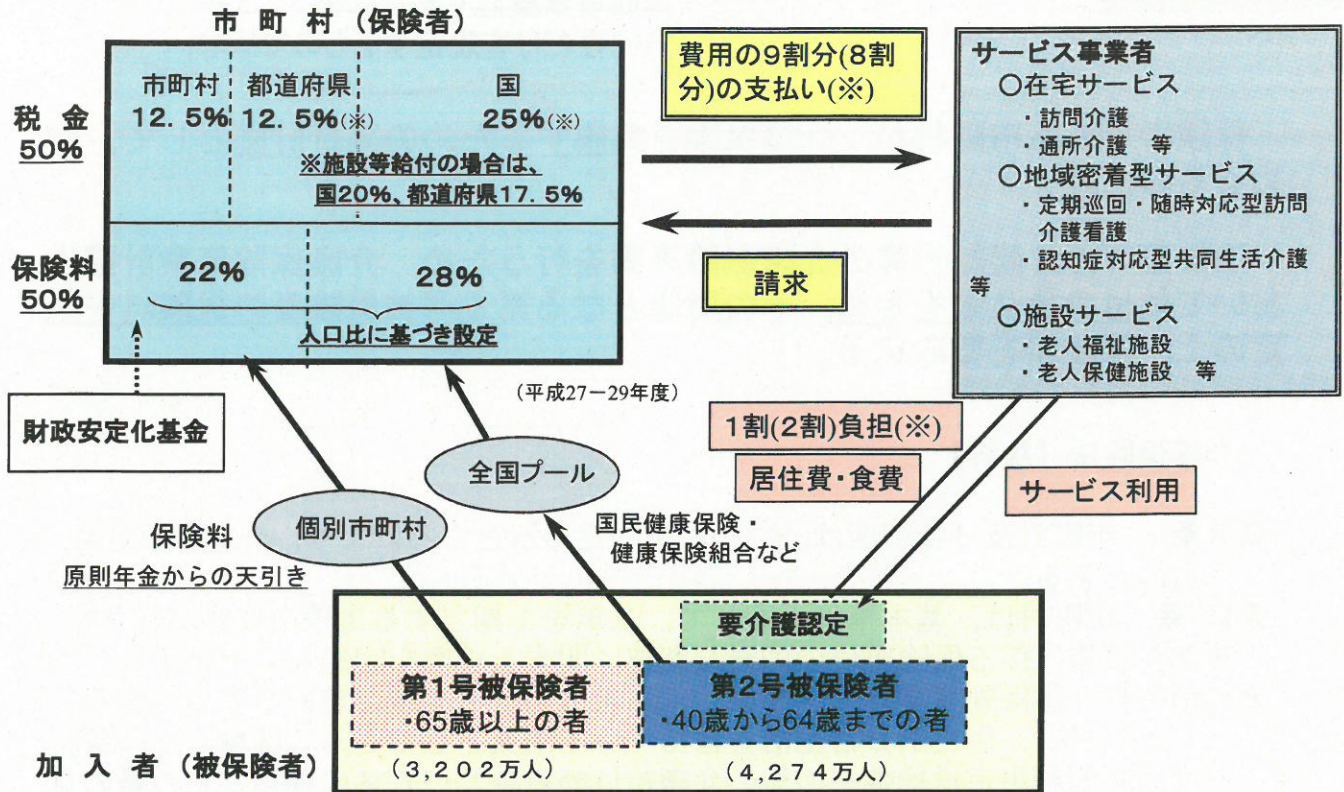 市 町 村 (保険者)
税 金
50%
市町村
12. 5%
都道府県
12. 5%(※)
国
25%(※)
※施設等給付の場合は、
国20%、都道府県17. 5%
保険料
50%
22%
28%
人口比に基づき設定
費用の9割分(8割
分)の支払い(※)
請求
サービス事業者
○在宅サービス
・訪問介護
・通所介護 等
○地域密着型サービス
・定期巡回・随時対応型訪問
介護看護
・認知症対応型共同生活介護
等
○施設サービス
・老人福祉施設
・老人保健施設 等
財政安定化基金
(平成27-29年度)
1割(2割)負担(※)
居住費・食費
サービス利用
全国プール
個別市町村
保険料
原則年金からの天引き
国民健康保険・
健康保険組合など
要介護認定
第1号被保険者
・65歳以上の者
第2号被保険者
・40歳から64歳までの者
加 入 者 (被保険者)
(3,202万人)
(4,274万人)